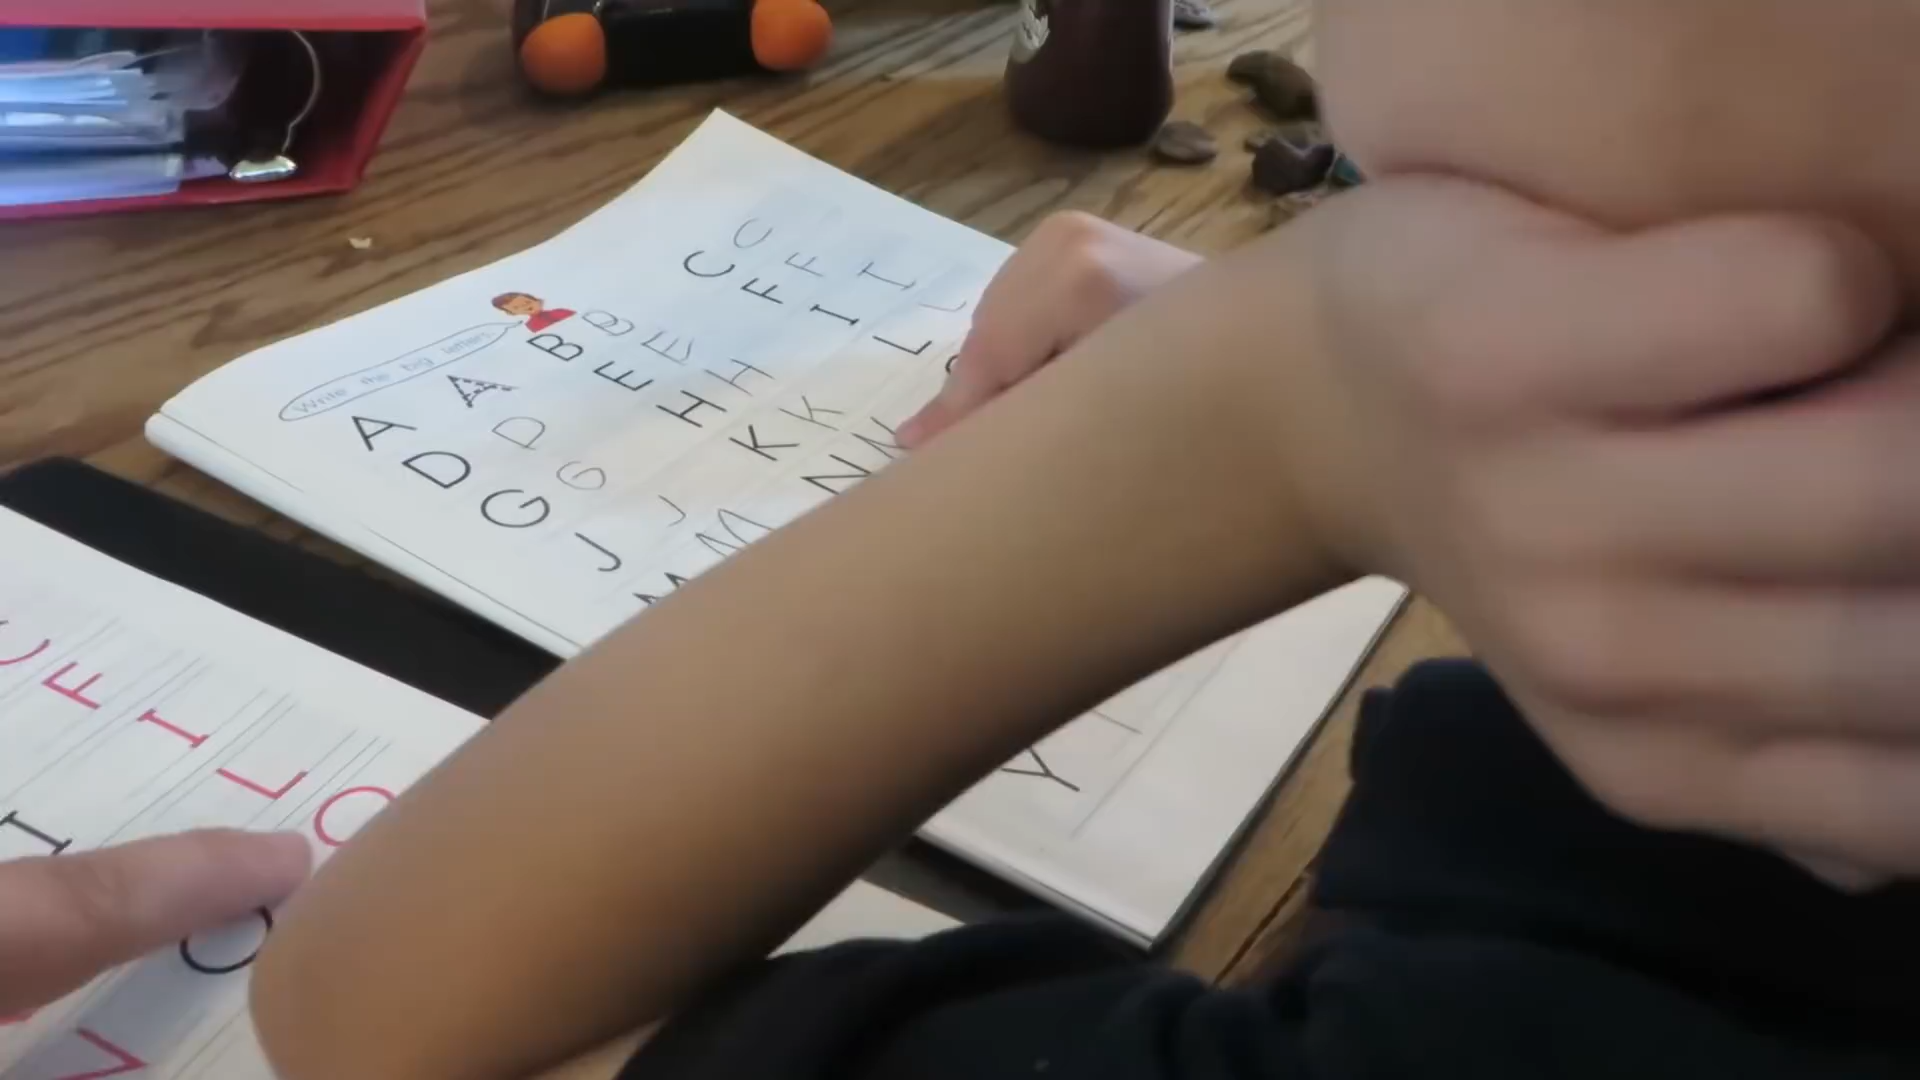 Write the big letters.
A A B B C C
D D E E F F
G G H H I I
J J K K L L
M M N N
Y
F
I I
L
O
V